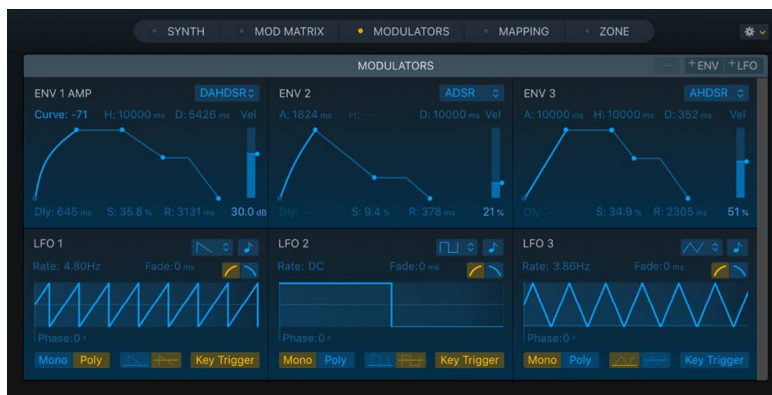 SYNTH MOD MATRIX MODULATORS MAPPING ZONE
MODULATORS
+ENV +LFO
ENV 1 AMP DAHDSR
Curve: -71 H: 10000 ms D: 5426 ms Vel
Dly: 645 ms S: 35.8 % R: 3131 ms 30.0 dB
ENV 2 ADSR
A: 1824 ms H: -- D: 10000 ms Vel
Dly: -- S: 9.4 % R: 378 ms 21 %
ENV 3 AHDSR
A: 10000 ms H: 10000 ms D: 352 ms Vel
Dly: -- S: 34.9 % R: 2305 ms 51 %
LFO 1
Rate: 4.80Hz Fade: 0 ms
Phase: 0 °
Mono Poly Key Trigger
LFO 2
Rate: DC Fade: 0 ms
Phase: 0 °
Mono Poly Key Trigger
LFO 3
Rate: 3.86Hz Fade: 0 ms
Phase: 0 °
Mono Poly Key Trigger